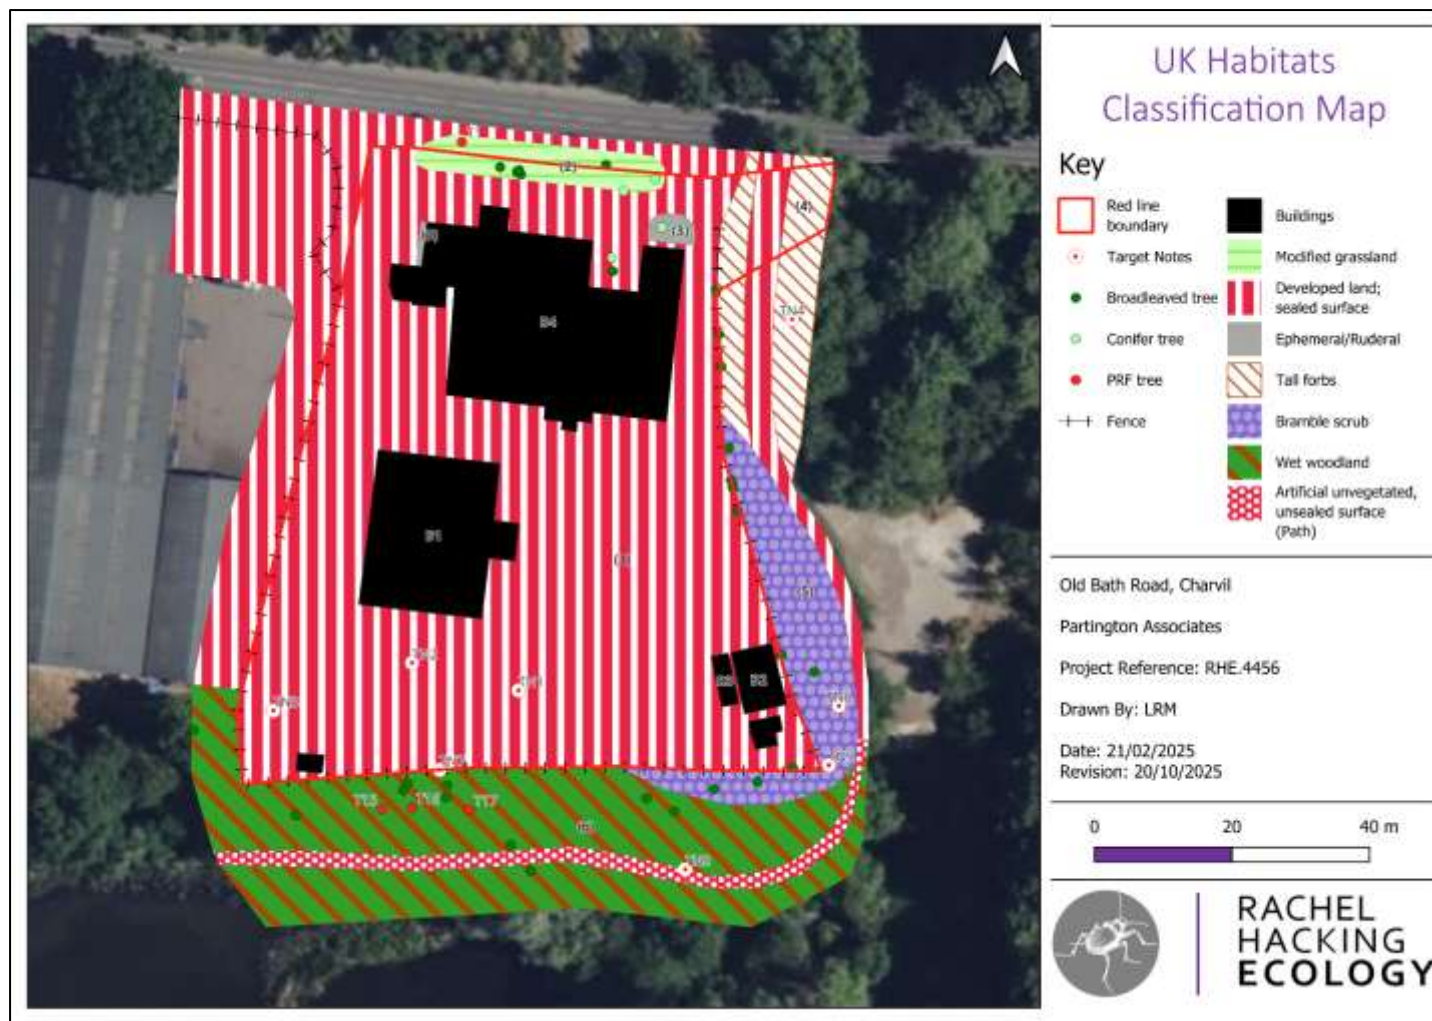 UK Habitats
Classification Map
Key
Red line
boundary
Buildings
Target Notes
Modified grassland
Broadleaved tree
Developed land;
sealed surface
Conifer tree
Ephemeral/Ruderal
PRF tree
Tall forbs
Fence
Bramble scrub
Wet woodland
Artificial unvegetated,
unsealed surface
(Path)
Old Bath Road, Charvil
Partington Associates
Project Reference: RHE.4456
Drawn By: LRM
Date: 21/02/2025
Revision: 20/10/2025
0 20 40 m
RACHEL
HACKING
ECOLOGY
(2)
(4)
(3)
TN4
B4
B1
B2
TT7